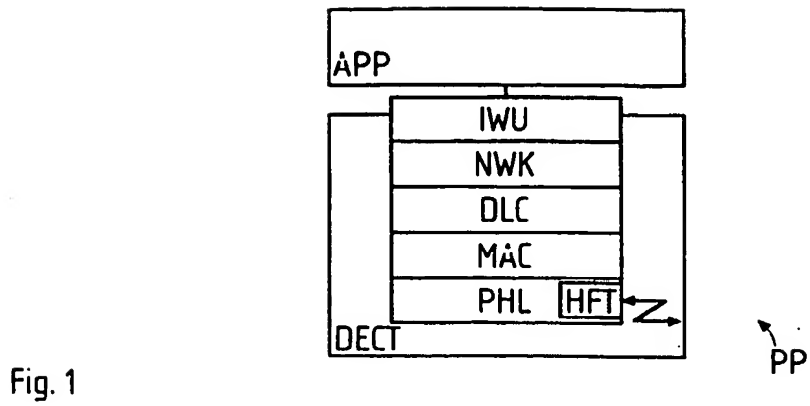 APP
IWU
NWK
DLC
MAC
PHL HFT
DECT
PP
Fig. 1